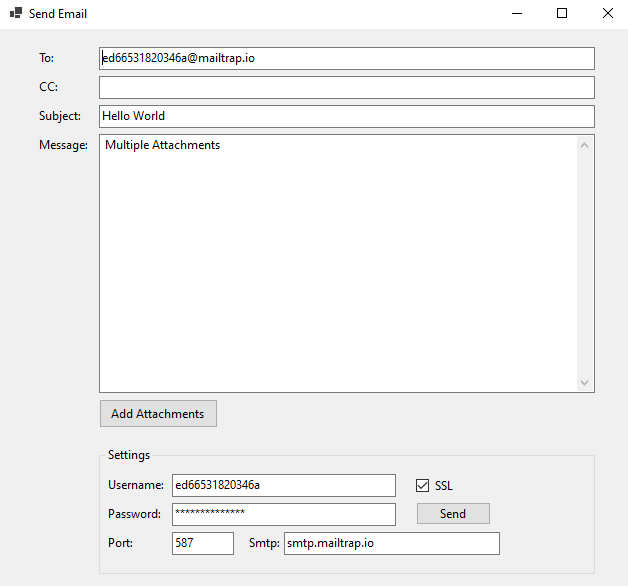 Send Email
To: ed66531820346a@mailtrap.io
CC:
Subject: Hello World
Message: Multiple Attachments
Add Attachments
Settings
Username: ed66531820346a SSL
Password: ************** Send
Port: 587 Smtp: smtp.mailtrap.io